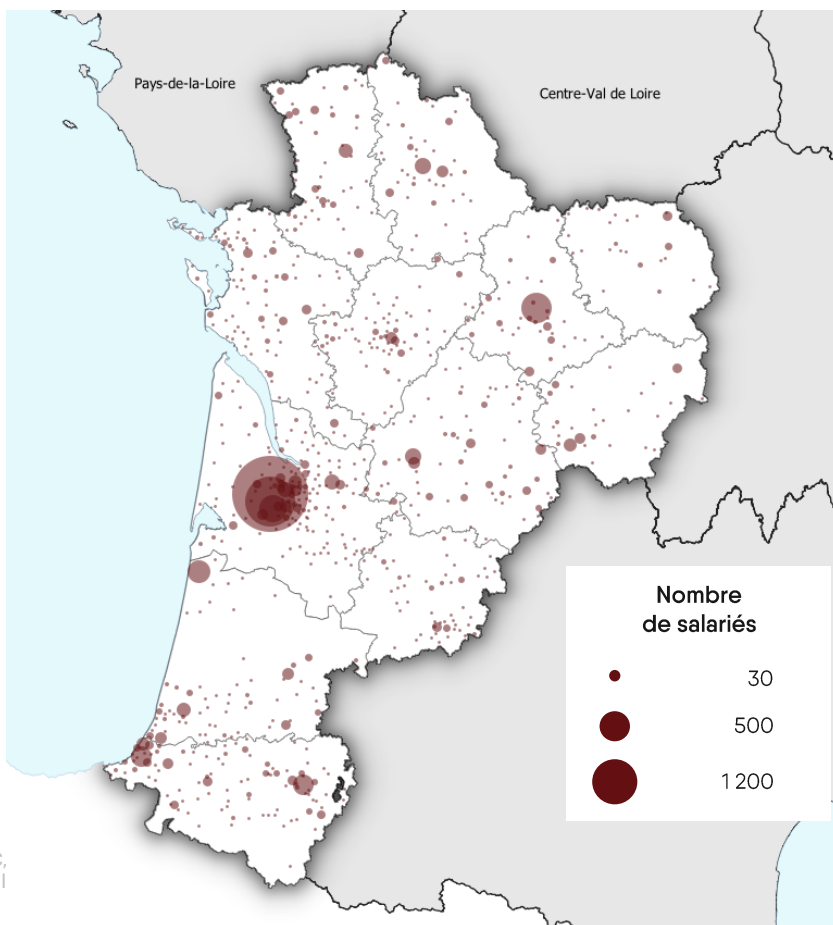 Pays-de-la-Loire
Centre-Val de Loire
Nombre
de salariés
30
500
1 200